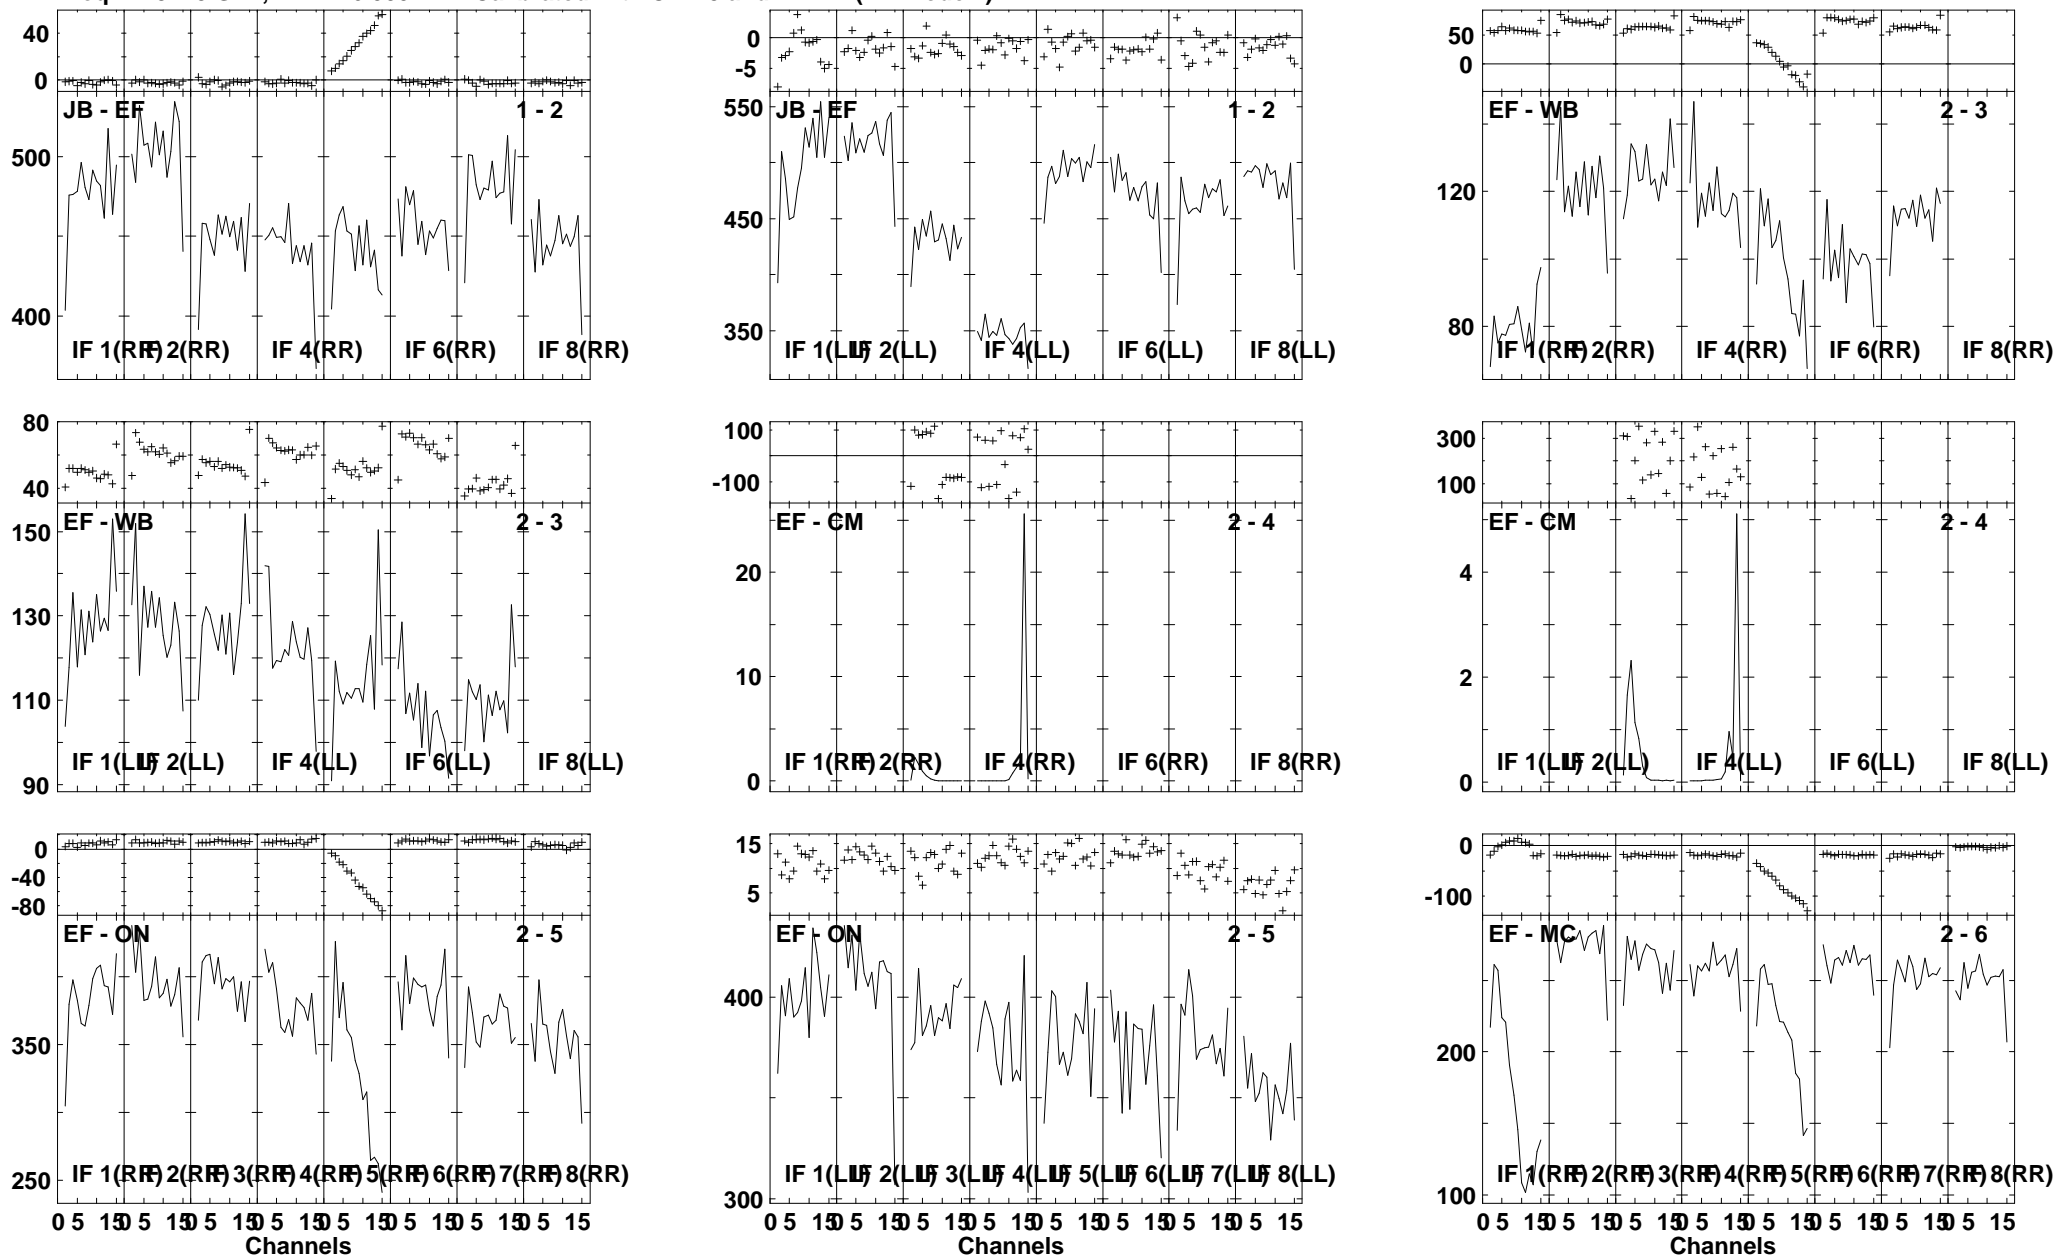 40
0
JB - EF 1 - 2
500
400
IF 1(RR) IF 2(RR) IF 4(RR) IF 6(RR) IF 8(RR)
0
-5
550
JB - EF 1 - 2
450
350
IF 1(LL) IF 2(LL) IF 4(LL) IF 6(LL) IF 8(LL)
50
0
EF - WB 2 - 3
120
80
IF 1(RR) IF 2(RR) IF 4(RR) IF 6(RR) IF 8(RR)
80
40
EF - WB 2 - 3
150
130
110
90
IF 1(LL) IF 2(LL) IF 4(LL) IF 6(LL) IF 8(LL)
100
-100
EF - CM 2 - 4
20
10
0
IF 1(RR) IF 2(RR) IF 4(RR) IF 6(RR) IF 8(RR)
300
100
EF - CM 2 - 4
4
2
0
IF 1(LL) IF 2(LL) IF 4(LL) IF 6(LL) IF 8(LL)
0
-40
-80
EF - ON 2 - 5
350
250
IF 1(RR) IF 2(RR) IF 3(RR) IF 4(RR) IF 5(RR) IF 6(RR) IF 7(RR) IF 8(RR)
0 5 15 0 5 15 0 5 15 0 5 15 0 5 15 0 5 15 0 5 15 0 5 15
Channels
15
5
EF - ON 2 - 5
400
300
IF 1(LL) IF 2(LL) IF 3(LL) IF 4(LL) IF 5(LL) IF 6(LL) IF 7(LL) IF 8(LL)
0 5 15 0 5 15 0 5 15 0 5 15 0 5 15 0 5 15 0 5 15 0 5 15
Channels
0
-100
EF - MC 2 - 6
200
100
IF 1(RR) IF 2(RR) IF 3(RR) IF 4(RR) IF 5(RR) IF 6(RR) IF 7(RR) IF 8(RR)
0 5 15 0 5 15 0 5 15 0 5 15 0 5 15 0 5 15 0 5 15 0 5 15
Channels